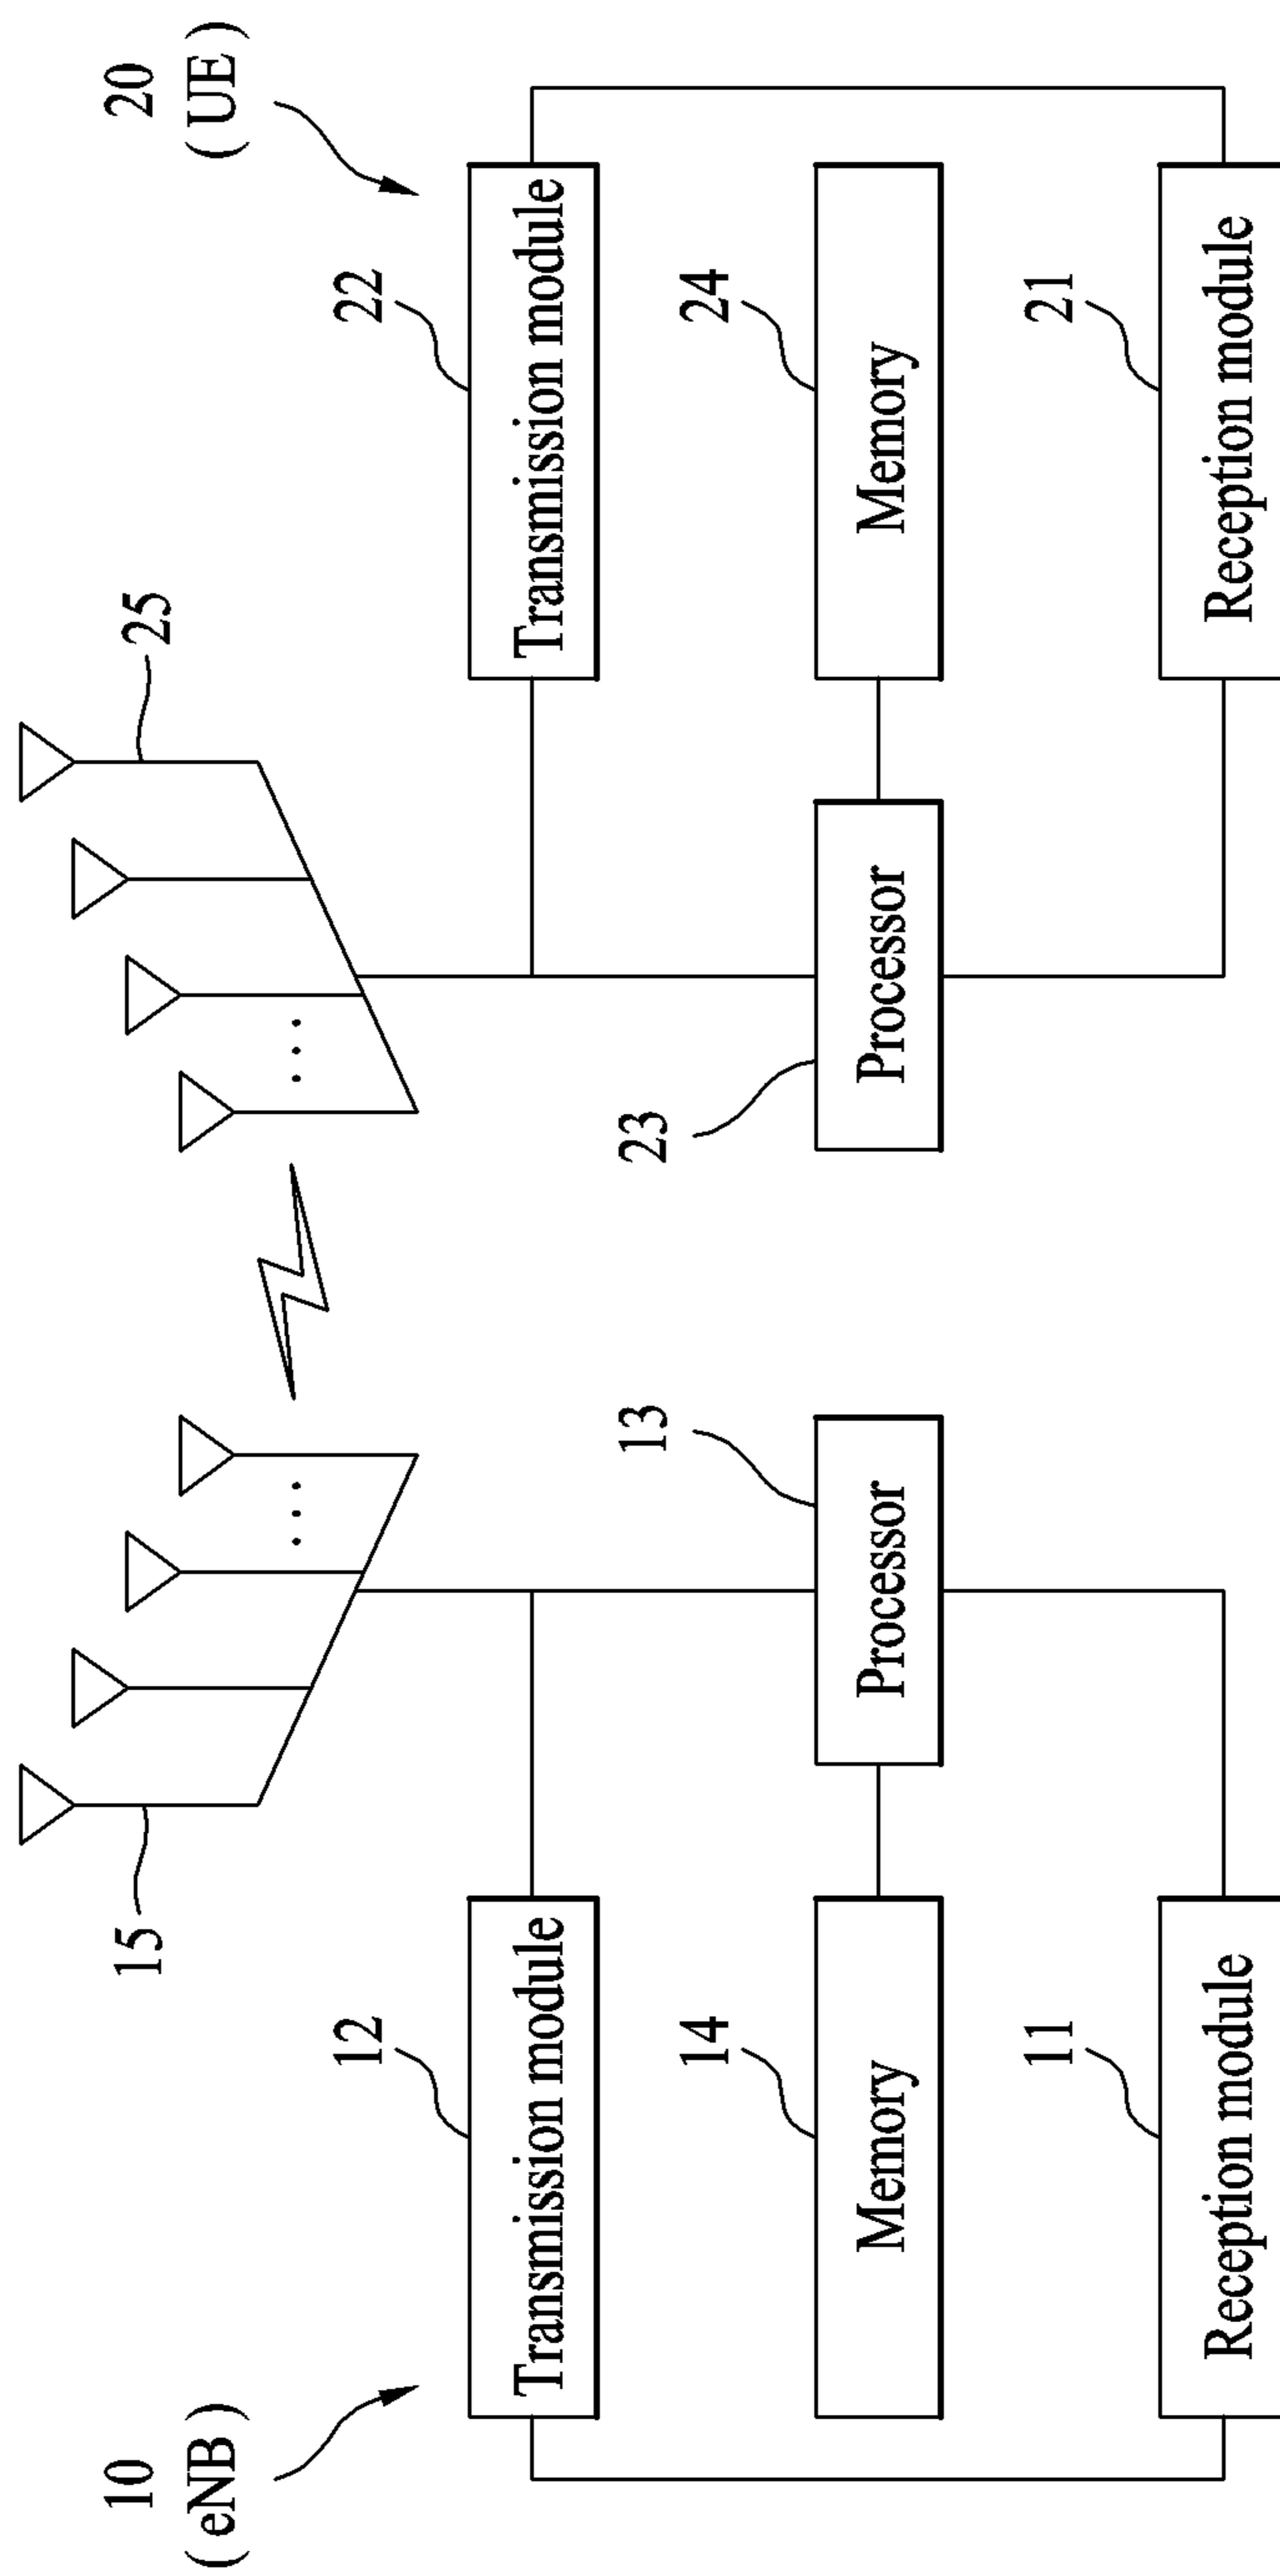 10
( eNB )
15
25
20
( UE )
12
Transmission module
22
Transmission module
13
Processor
23
Processor
14
Memory
24
Memory
11
Reception module
21
Reception module